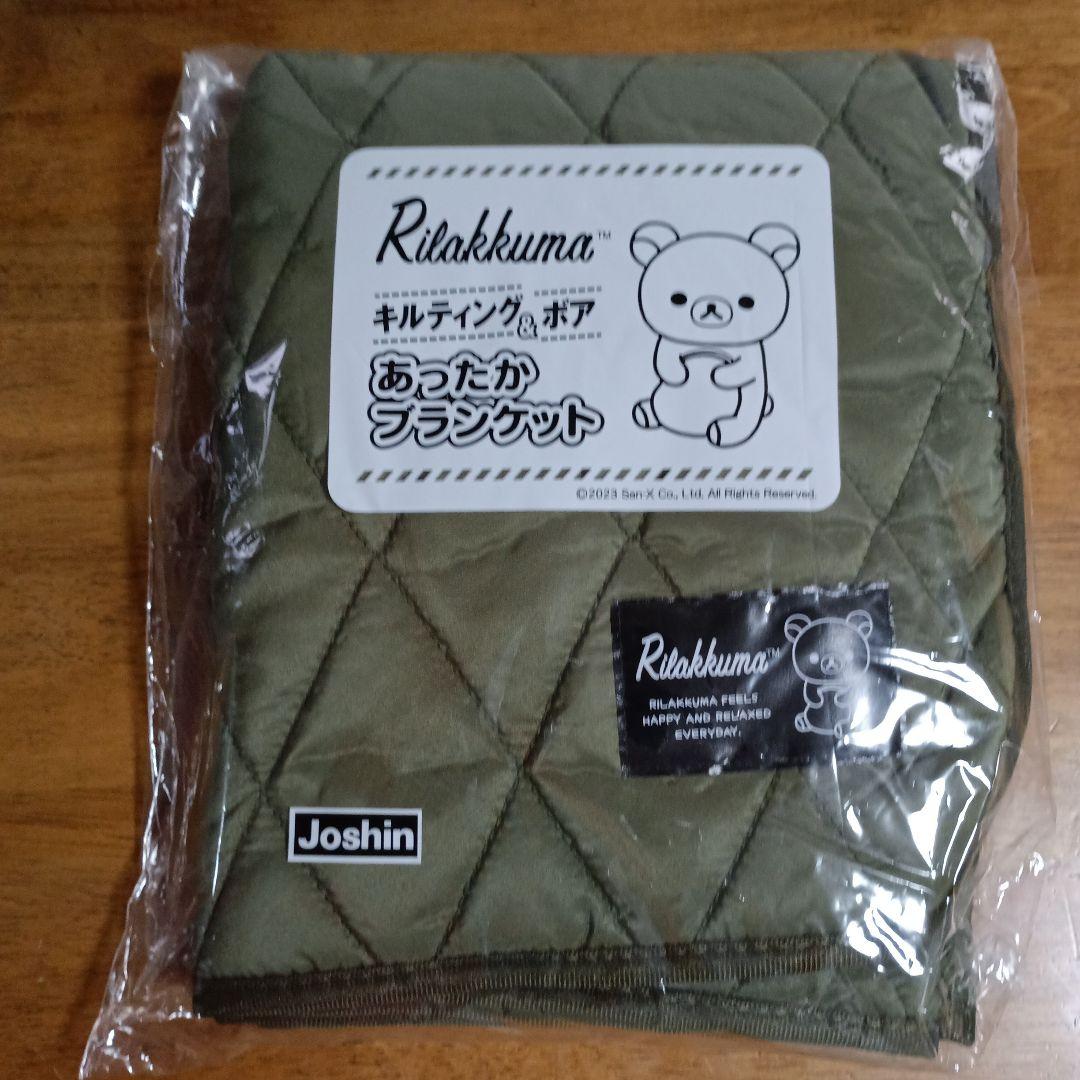 Rilakkuma™
キルティング&ボア
あったか
ブランケット
©2023 San-X Co., Ltd. All Rights Reserved.
Rilakkuma™
RILAKKUMA FEELS
HAPPY AND RELAXED
EVERYDAY.
Joshin